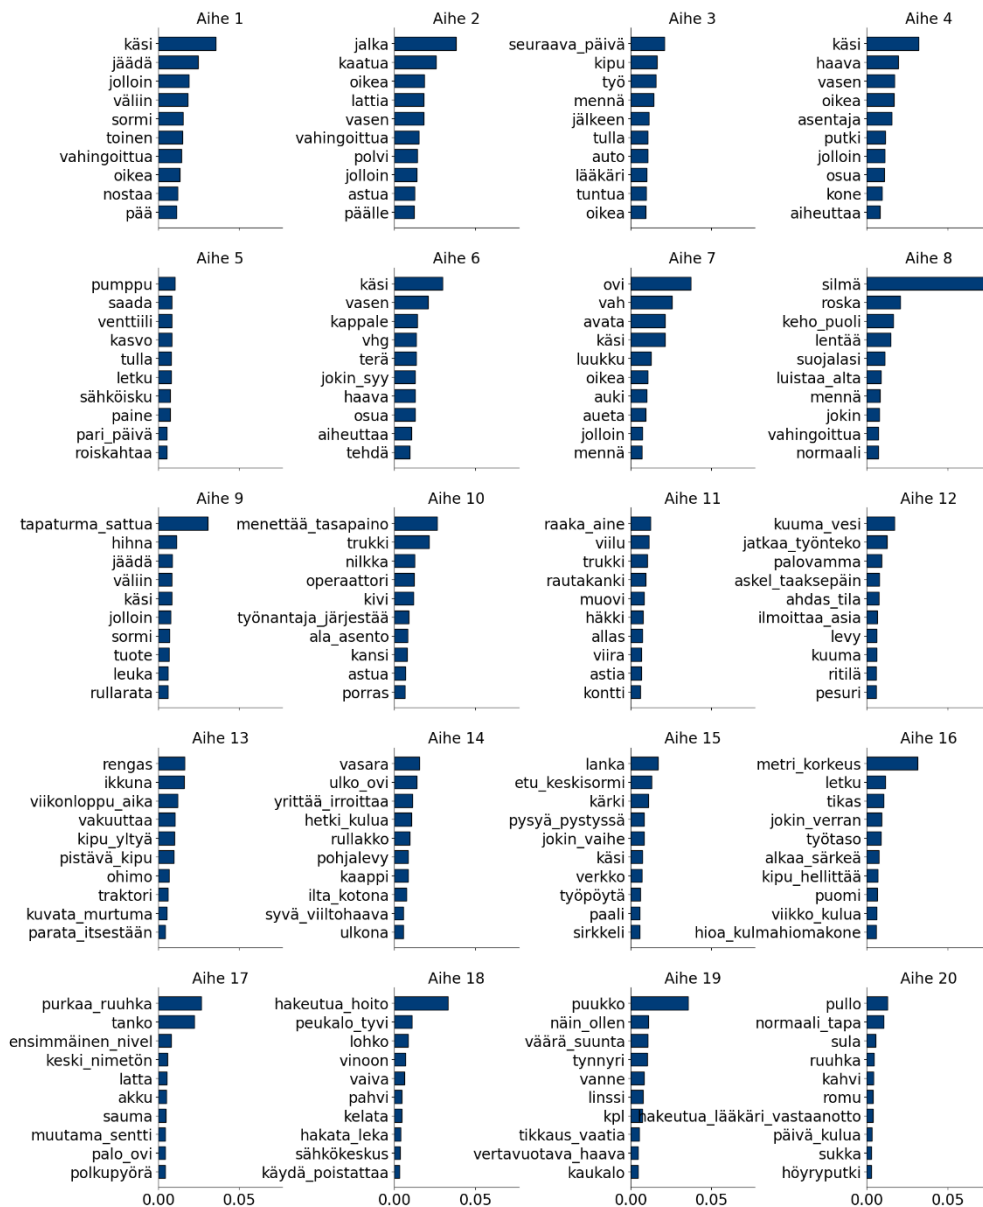 Aihe 1
käsi
jäädä
jolloin
väliin
sormi
toinen
vahingoittua
oikea
nostaa
pää
Aihe 2
jalka
kaatua
oikea
lattia
vasen
vahingoittua
polvi
jolloin
astua
päälle
Aihe 3
seuraava_päivä
kipu
työ
mennä
jälkeen
tulla
auto
lääkäri
tuntua
oikea
Aihe 4
käsi
haava
vasen
oikea
asentaja
putki
jolloin
osua
kone
aiheuttaa
Aihe 5
pumppu
saada
venttiili
kasvo
tulla
letku
sähköisku
paine
pari_päivä
roiskahtaa
Aihe 6
käsi
vasen
kappale
vhg
terä
jokin_syy
haava
osua
aiheuttaa
tehdä
Aihe 7
ovi
vah
avata
käsi
luukku
oikea
auki
aueta
jolloin
mennä
Aihe 8
silmä
roska
keho_puoli
lentää
suojalasi
luistaa_alta
mennä
jokin
vahingoittua
normaali
Aihe 9
tapaturma_sattua
hihna
jäädä
väliin
käsi
jolloin
sormi
tuote
leuka
rullarata
Aihe 10
menettää_tasapaino
trukki
nilkka
operaattori
kivi
työnantaja_järjestää
ala_asento
kansi
astua
porras
Aihe 11
raaka_aine
viilu
trukki
rautakanki
muovi
häkki
allas
viira
astia
kontti
Aihe 12
kuuma_vesi
jatkaa_työnteko
palovamma
askel_taaksepäin
ahdas_tila
ilmoittaa_asia
levy
kuuma
ritilä
pesuri
Aihe 13
rengas
ikkuna
viikonloppu_aika
vakuuttaa
kipu_yltyä
pistävä_kipu
ohimo
traktori
kuvata_murtuma
parata_itsestään
Aihe 14
vasara
ulko_ovi
yrittää_irroittaa
hetki_kulua
rullakko
pohjalevy
kaappi
ilta_kotona
syvä_viiltohaava
ulkona
Aihe 15
lanka
etu_keskisormi
kärki
pysyä_pystyssä
jokin_vaihe
käsi
verkko
työpöytä
paali
sirkkeli
Aihe 16
metri_korkeus
letku
tikas
jokin_verran
työtaso
alkaa_särkeä
kipu_hellittää
puomi
viikko_kulua
hioa_kulmahiomakone
Aihe 17
purkaa_ruuhka
tanko
ensimmäinen_nivel
keski_nimetön
latta
akku
sauma
muutama_sentti
palo_ovi
polkupyörä
0.00 0.05
Aihe 18
hakeutua_hoito
peukalo_tyvi
lohko
vinoon
vaiva
pahvi
kelata
hakata_leka
sähkökeskus
käydä_poistattaa
0.00 0.05
Aihe 19
puukko
näin_ollen
väärä_suunta
tynnyri
vanne
linssi
kpl
tikkaus_vaatia
vertavuotava_haava
kaukalo
0.00 0.05
Aihe 20
pullo
normaali_tapa
sula
ruuhka
kahvi
romu
hakeutua_lääkäri_vastaanotto
päivä_kulua
sukka
höyryputki
0.00 0.05